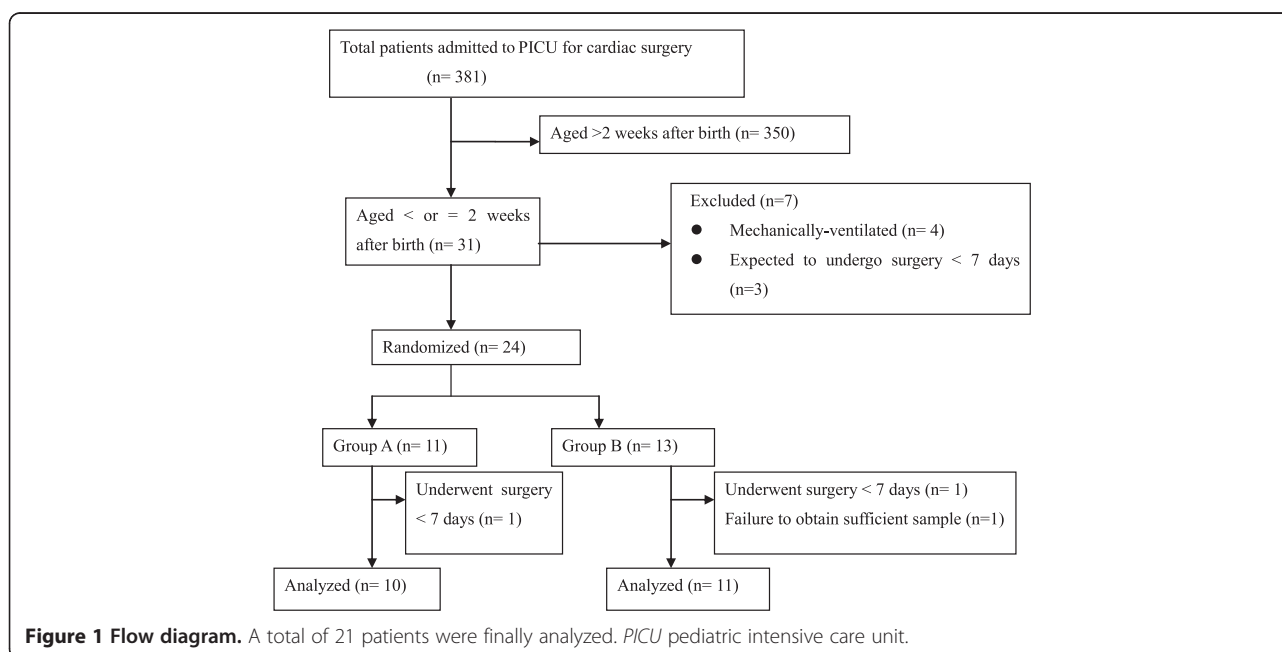 Total patients admitted to PICU for cardiac surgery
(n= 381)
Aged >2 weeks after birth (n= 350)
Aged < or = 2 weeks
after birth (n= 31)
Excluded (n=7)
● Mechanically-ventilated (n= 4)
● Expected to undergo surgery < 7 days
(n=3)
Randomized (n= 24)
Group A (n= 11)
Group B (n= 13)
Underwent surgery
< 7 days (n= 1)
Underwent surgery < 7 days (n= 1)
Failure to obtain sufficient sample (n=1)
Analyzed (n= 10)
Analyzed (n= 11)
Figure 1 Flow diagram. A total of 21 patients were finally analyzed. PICU pediatric intensive care unit.